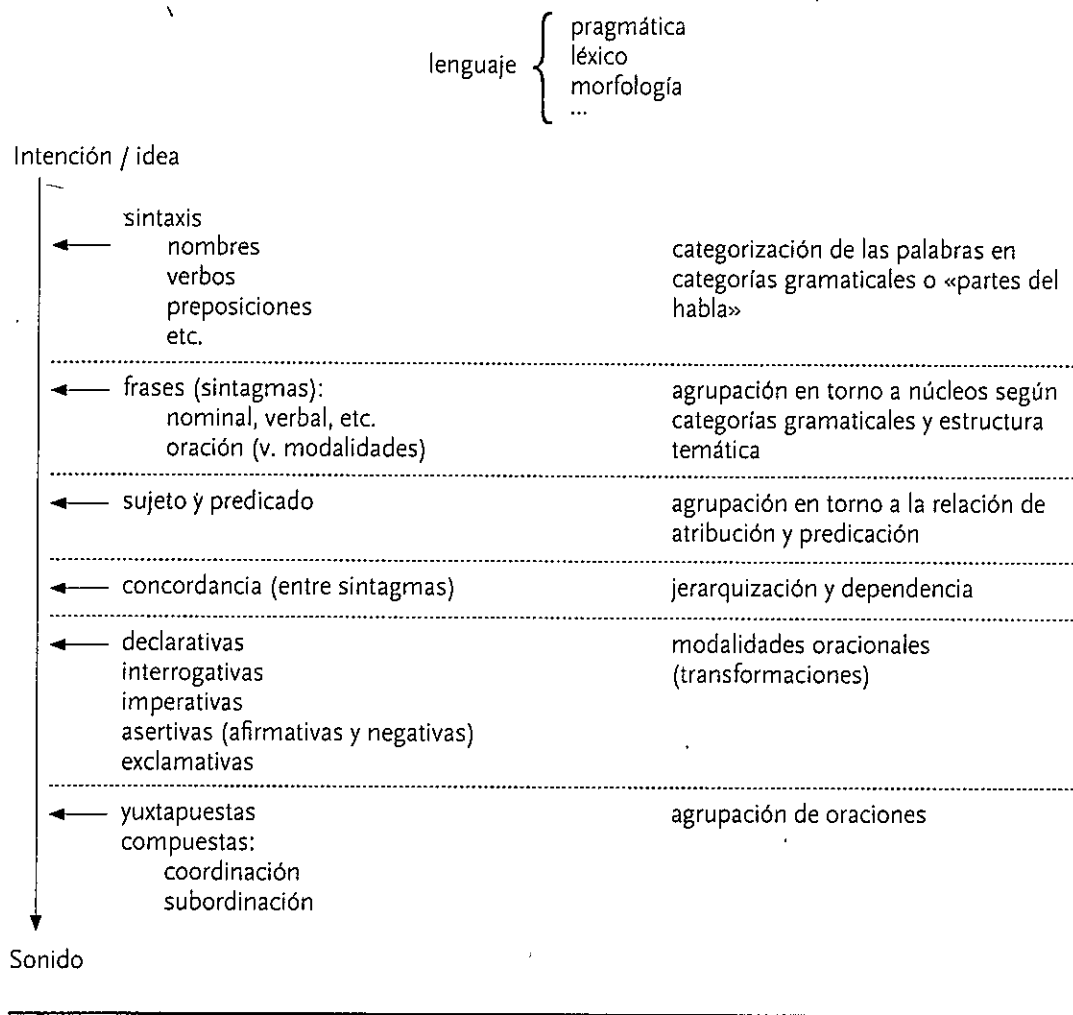 pragmática
lenguaje
léxico
morfología
...
Intención / idea
sintaxis
nombres
verbos
preposiciones
etc.
categorización de las palabras en
categorías gramaticales o «partes del
habla»
frases (sintagmas):
nominal, verbal, etc.
oración (v. modalidades)
agrupación en torno a núcleos según
categorías gramaticales y estructura
temática
sujeto y predicado
agrupación en torno a la relación de
atribución y predicación
concordancia (entre sintagmas)
jerarquización y dependencia
declarativas
interrogativas
imperativas
asertivas (afirmativas y negativas)
exclamativas
modalidades oracionales
(transformaciones)
yuxtapuestas
compuestas:
coordinación
subordinación
agrupación de oraciones
Sonido